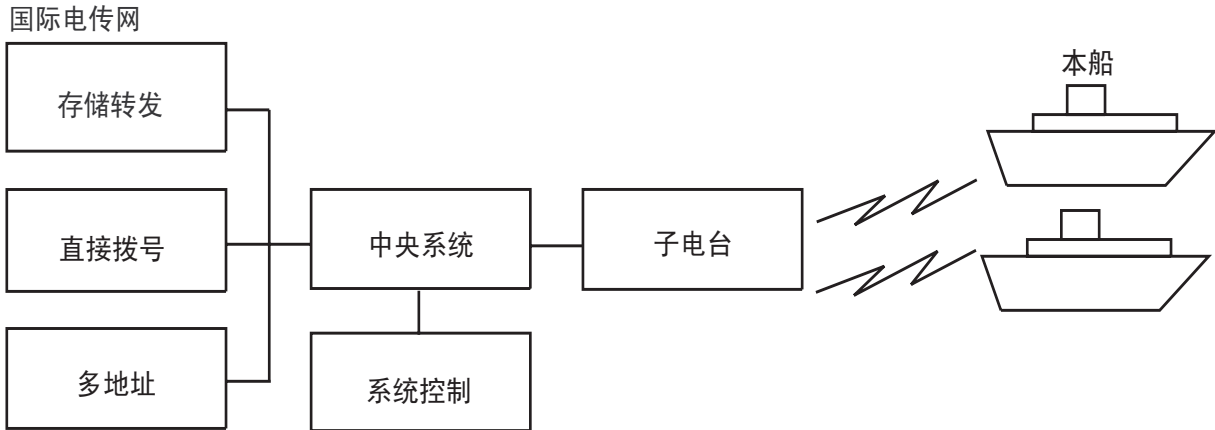 国际电传网
本船
存储转发
直接拨号
中央系统
子电台
多地址
系统控制